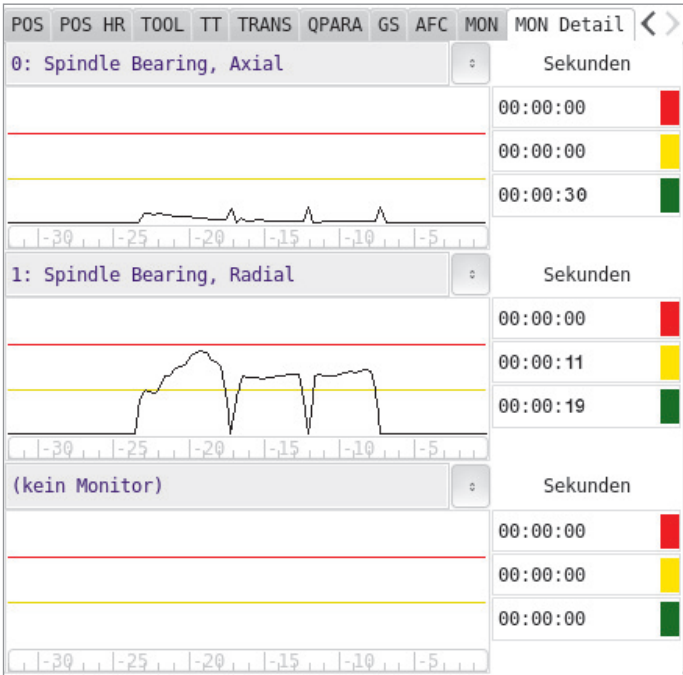 POS POS HR TOOL TT TRANS QPARA GS AFC MON MON Detail
0: Spindle Bearing, Axial Sekunden
00:00:00
00:00:00
00:00:30
-30 -25 -20 -15 -10 -5
1: Spindle Bearing, Radial Sekunden
00:00:00
00:00:11
00:00:19
-30 -25 -20 -15 -10 -5
(kein Monitor) Sekunden
00:00:00
00:00:00
00:00:00
-30 -25 -20 -15 -10 -5